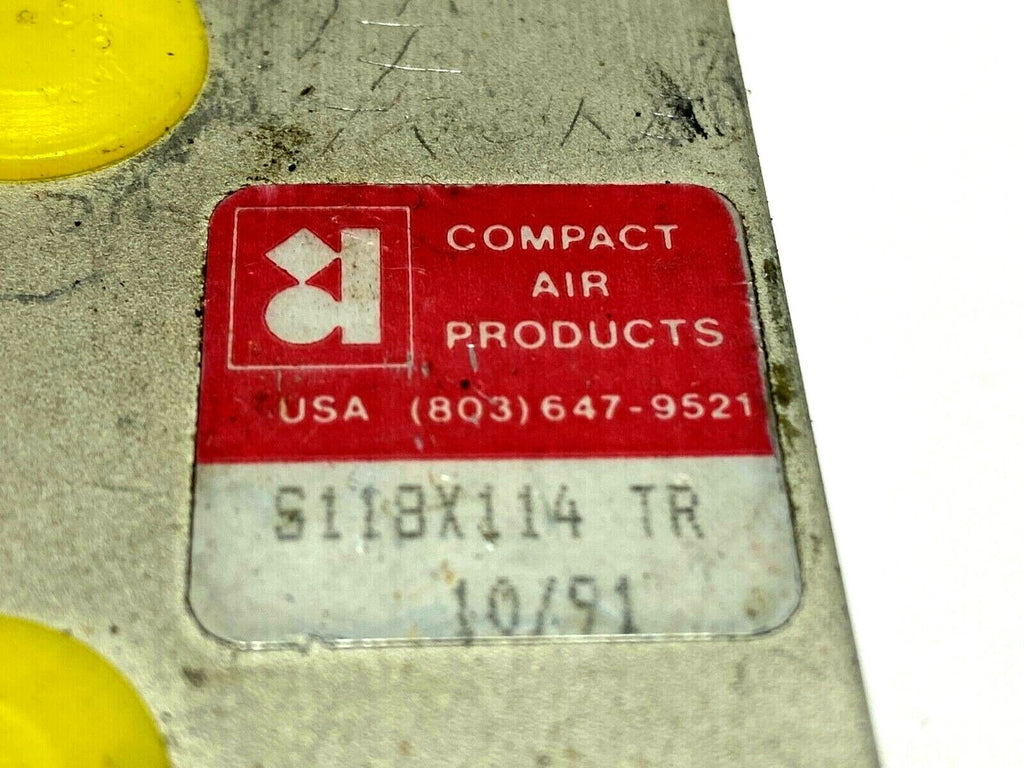 COMPACT
AIR
PRODUCTS
USA (803) 647-9521
S118X114 TR
10/91